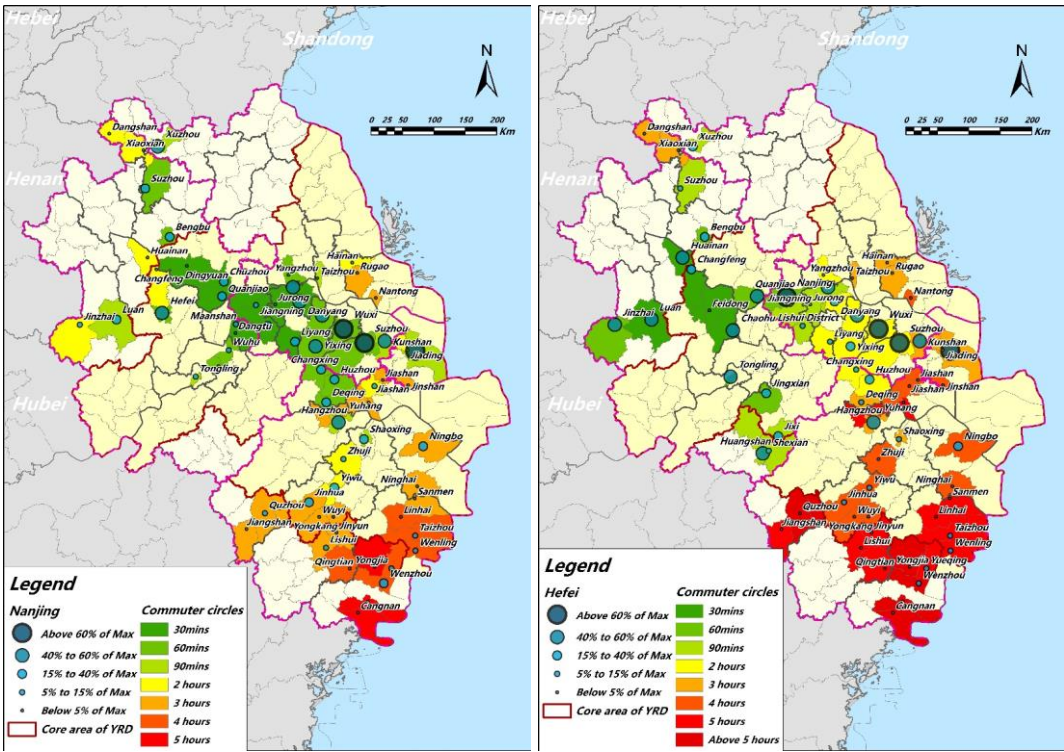 Hebei
Shandong
N
0 25 50 100 150 200
Km
Dangshan
Xuzhou
Xiaoxian
Henan
Suzhou
Bengbu
Huainan
Hainan
Rugao
Dingyuan
Chuzhou
Yangzhou
Taizhou
Changfeng
Quanjiao
Jurong
Nantong
Hefei
Jiangning
Danyang
Wuxi
Luan
Maanshan
Jinzhai
Dangtu
Liyang
Suzhou
Kunshan
Wuhu
Yixing
Jiading
Changxing
Tongling
Huzhou
Jiashan
Jinshan
Deqing
Jiashan
Hubei
Hangzhou
Yuhang
Shaoxing
Ningbo
Zhuji
Yiwu
Ninghai
Jinhua
Sanmen
Quzhou
Wuyi
Linhai
Jiangshan
Yongkang
Jinyun
Taizhou
Lishui
Wenling
Qingtian
Yongjia
Wenzhou
Cangnan
Legend
Nanjing
Above 60% of Max
40% to 60% of Max
15% to 40% of Max
5% to 15% of Max
Below 5% of Max
Core area of YRD
Commuter circles
30mins
60mins
90mins
2 hours
3 hours
4 hours
5 hours
Hebei
Shandong
N
0 25 50 100 150 200
Km
Dangshan
Xuzhou
Xiaoxian
Henan
Suzhou
Bengbu
Huainan
Hainan
Changfeng
Yangzhou
Rugao
Taizhou
Quanjiao
Nanjing
Nantong
Feidong
Jiangning
Jurong
Jinzhai
Luan
Danyang
Wuxi
Chaohu
Lishui District
Suzhou
Liyang
Kunshan
Yixing
Jiading
Changxing
Tongling
Huzhou
Jiashan
Jingxian
Jiashan
Jinshan
Deqing
Hubei
Hangzhou
Yuhang
Jixi
Shaoxing
Ningbo
Huangshan
Shexian
Zhuji
Yiwu
Ninghai
Jinhua
Sanmen
Quzhou
Wuyi
Linhai
Jiangshan
Yongkang
Jinyun
Taizhou
Lishui
Wenling
Qingtian
Yongjia
Yueqing
Wenzhou
Cangnan
Legend
Hefei
Above 60% of Max
40% to 60% of Max
15% to 40% of Max
5% to 15% of Max
Below 5% of Max
Core area of YRD
Commuter circles
30mins
60mins
90mins
2 hours
3 hours
4 hours
5 hours
Above 5 hours